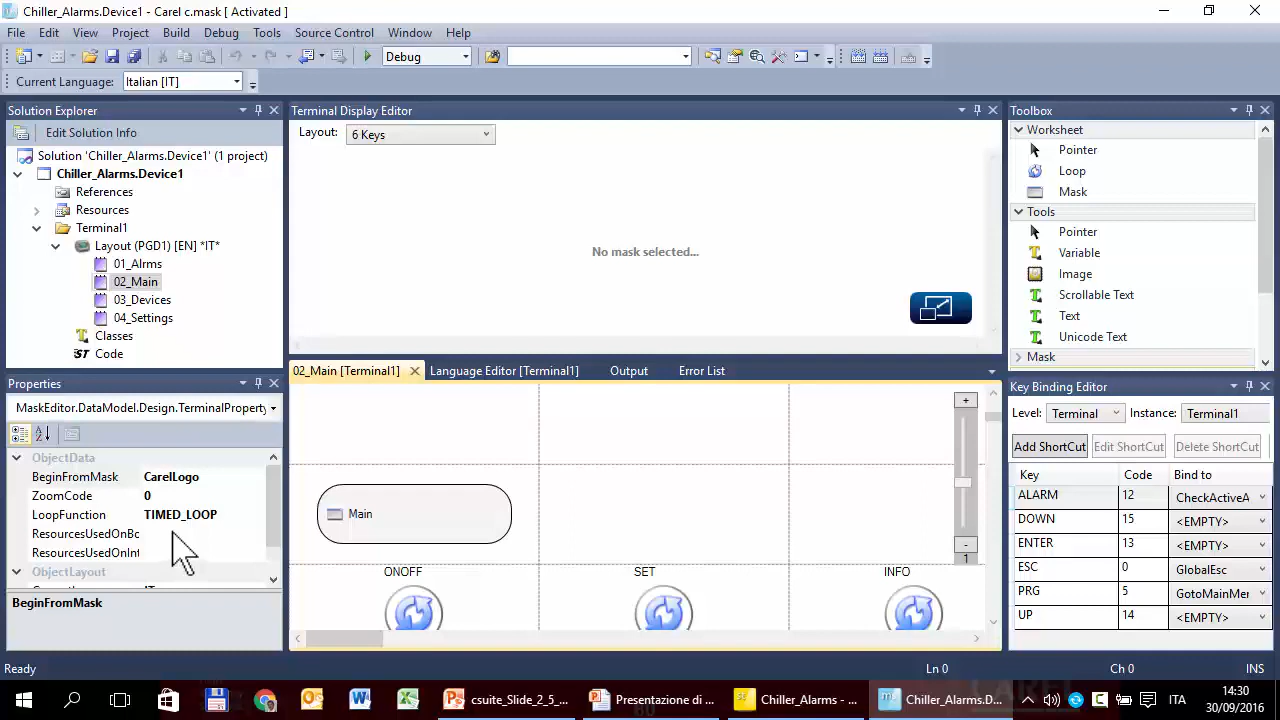 Chiller_Alarms.Device1 - Carel c.mask [ Activated ]
File Edit View Project Build Debug Tools Source Control Window Help
Debug
Current Language: Italian [IT]
Solution Explorer
Edit Solution Info
Solution 'Chiller_Alarms.Device1' (1 project)
Chiller_Alarms.Device1
References
Resources
Terminal1
Layout (PGD1) [EN] *IT*
01_Alrms
02_Main
03_Devices
04_Settings
Classes
ST Code
Properties
MaskEditor.DataModel.Design.TerminalProperty
ObjectData
BeginFromMask CarelLogo
ZoomCode 0
LoopFunction TIMED_LOOP
ResourcesUsedOnBo
ResourcesUsedOnInt
ObjectLayout
BeginFromMask
Terminal Display Editor
Layout: 6 Keys
No mask selected...
02_Main [Terminal1] Language Editor [Terminal1] Output Error List
+
-
1
Main
ONOFF SET INFO
Toolbox
Worksheet
Pointer
Loop
Mask
Tools
Pointer
Variable
Image
Scrollable Text
Text
Unicode Text
Mask
Key Binding Editor
Level: Terminal Instance: Terminal1
Add ShortCut Edit ShortCut Delete ShortCut
Key Code Bind to
ALARM 12 CheckActiveA
DOWN 15 <EMPTY>
ENTER 13 <EMPTY>
ESC 0 GlobalEsc
PRG 5 GotoMainMer
UP 14 <EMPTY>
Ready Ln 0 Ch 0 INS
csuite_Slide_2_5_... Presentazione di ... Chiller_Alarms - ... Chiller_Alarms.D... ITA 14:30
30/09/2016